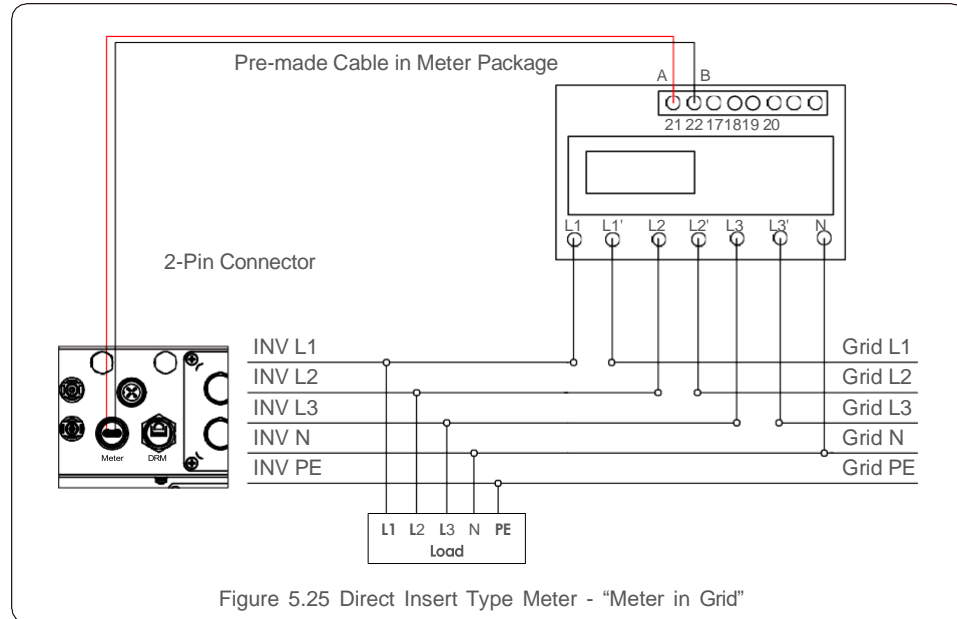 Pre-made Cable in Meter Package
A B
21 22 17 18 19 20
L1 L1' L2 L2' L3 L3' N
2-Pin Connector
INV L1 Grid L1
INV L2 Grid L2
INV L3 Grid L3
INV N Grid N
INV PE Grid PE
Meter DRM
L1 L2 L3 N PE
Load
Figure 5.25 Direct Insert Type Meter - “Meter in Grid”